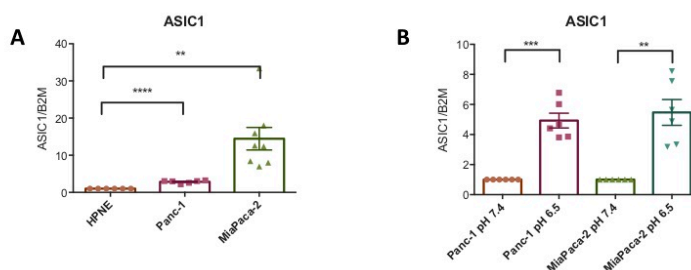 A
ASIC1
ASIC1/B2M
40
30
20
10
0
**
****
HPNE
Panc-1
MiaPaca-2
B
ASIC1
ASIC1/B2M
10
8
6
4
2
0
***
**
Panc-1 pH 7.4
Panc-1 pH 6.5
MiaPaca-2 pH 7.4
MiaPaca-2 pH 6.5